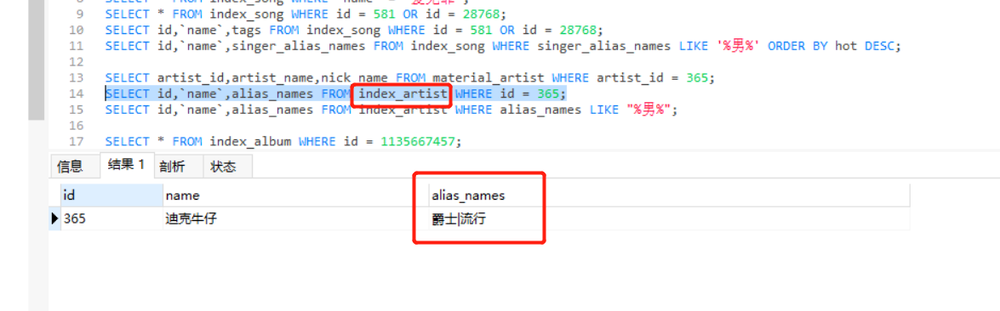 9 SELECT * FROM index_song WHERE id = 581 OR id = 28768;
10 SELECT id,`name`,tags FROM index_song WHERE id = 581 OR id = 28768;
11 SELECT id,`name`,singer_alias_names FROM index_song WHERE singer_alias_names LIKE '%男%' ORDER BY hot DESC;
12
13 SELECT artist_id,artist_name,nick_name FROM material_artist WHERE artist_id = 365;
14 SELECT id,`name`,alias_names FROM index_artist WHERE id = 365;
15 SELECT id,`name`,alias_names FROM index_artist WHERE alias_names LIKE "%男%";
16
17 SELECT * FROM index_album WHERE id = 1135667457;
信息 结果 1 剖析 状态
id name alias_names
365 迪克牛仔 爵士|流行